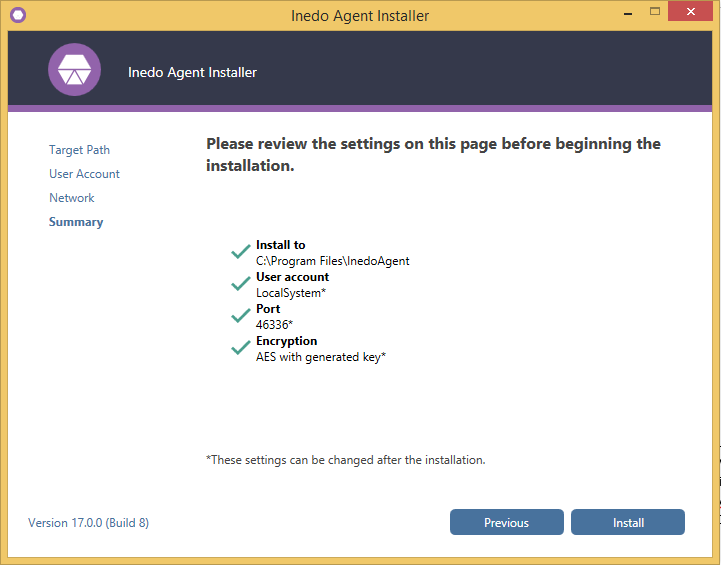 Inedo Agent Installer
Inedo Agent Installer
Target Path
User Account
Network
Summary
Please review the settings on this page before beginning the
installation.
Install to
C:\Program Files\InedoAgent
User account
LocalSystem*
Port
46336*
Encryption
AES with generated key*
*These settings can be changed after the installation.
Version 17.0.0 (Build 8)
Previous
Install